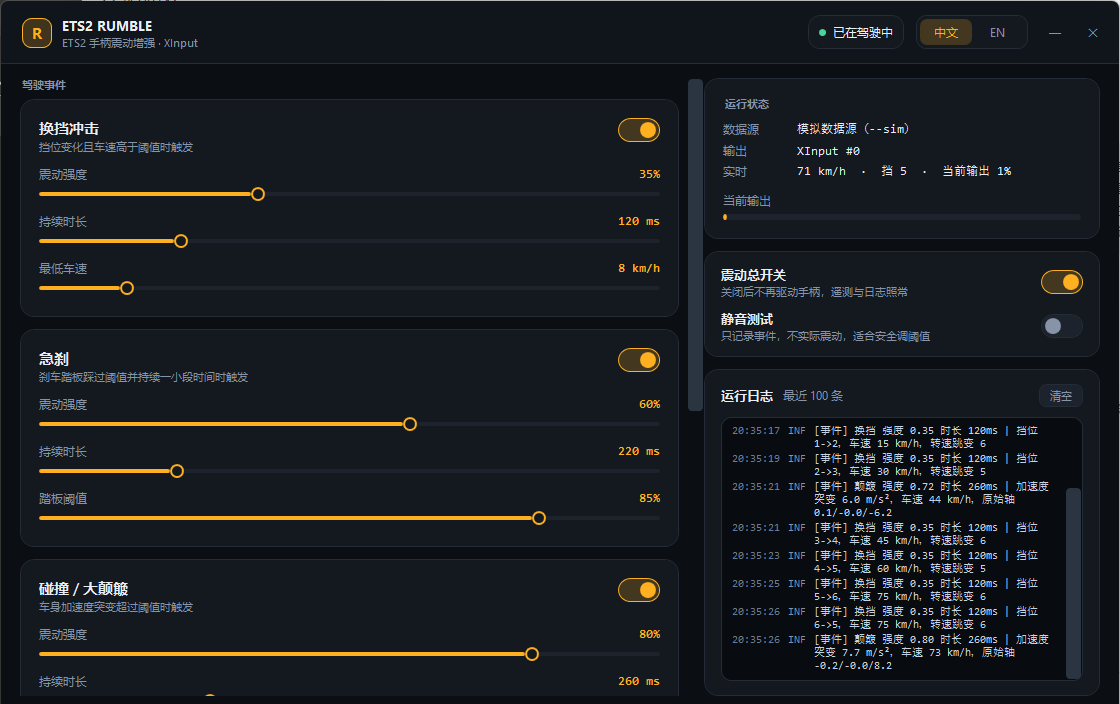 R
ETS2 RUMBLE
ETS2 手柄震动增强 · XInput
已在驾驶中
中文
EN
驾驶事件
换挡冲击
挡位变化且车速高于阈值时触发
震动强度
35%
持续时长
120 ms
最低车速
8 km/h
急刹
刹车踏板踩过阈值并持续一小段时间时触发
震动强度
60%
持续时长
220 ms
踏板阈值
85%
碰撞 / 大颠簸
车身加速度突变超过阈值时触发
震动强度
80%
持续时长
260 ms
运行状态
数据源 模拟数据源（--sim）
输出 XInput #0
实时 71 km/h · 挡 5 · 当前输出 1%
当前输出
震动总开关
关闭后不再驱动手柄，遥测与日志照常
静音测试
只记录事件，不实际震动，适合安全调阈值
运行日志 最近 100 条
清空
20:35:17 INF [事件] 换挡 强度 0.35 时长 120ms | 挡位
1->2，车速 15 km/h，转速跳变 6
20:35:19 INF [事件] 换挡 强度 0.35 时长 120ms | 挡位
2->3，车速 30 km/h，转速跳变 5
20:35:21 INF [事件] 颠簸 强度 0.72 时长 260ms | 加速度
突变 6.0 m/s²，车速 44 km/h，原始轴
0.1/-0.0/-6.2
20:35:21 INF [事件] 换挡 强度 0.35 时长 120ms | 挡位
3->4，车速 45 km/h，转速跳变 6
20:35:23 INF [事件] 换挡 强度 0.35 时长 120ms | 挡位
4->5，车速 60 km/h，转速跳变 5
20:35:25 INF [事件] 换挡 强度 0.35 时长 120ms | 挡位
5->6，车速 75 km/h，转速跳变 6
20:35:26 INF [事件] 换挡 强度 0.35 时长 120ms | 挡位
6->5，车速 75 km/h，转速跳变 6
20:35:26 INF [事件] 颠簸 强度 0.80 时长 260ms | 加速度
突变 7.7 m/s²，车速 73 km/h，原始轴
-0.2/-0.0/8.2